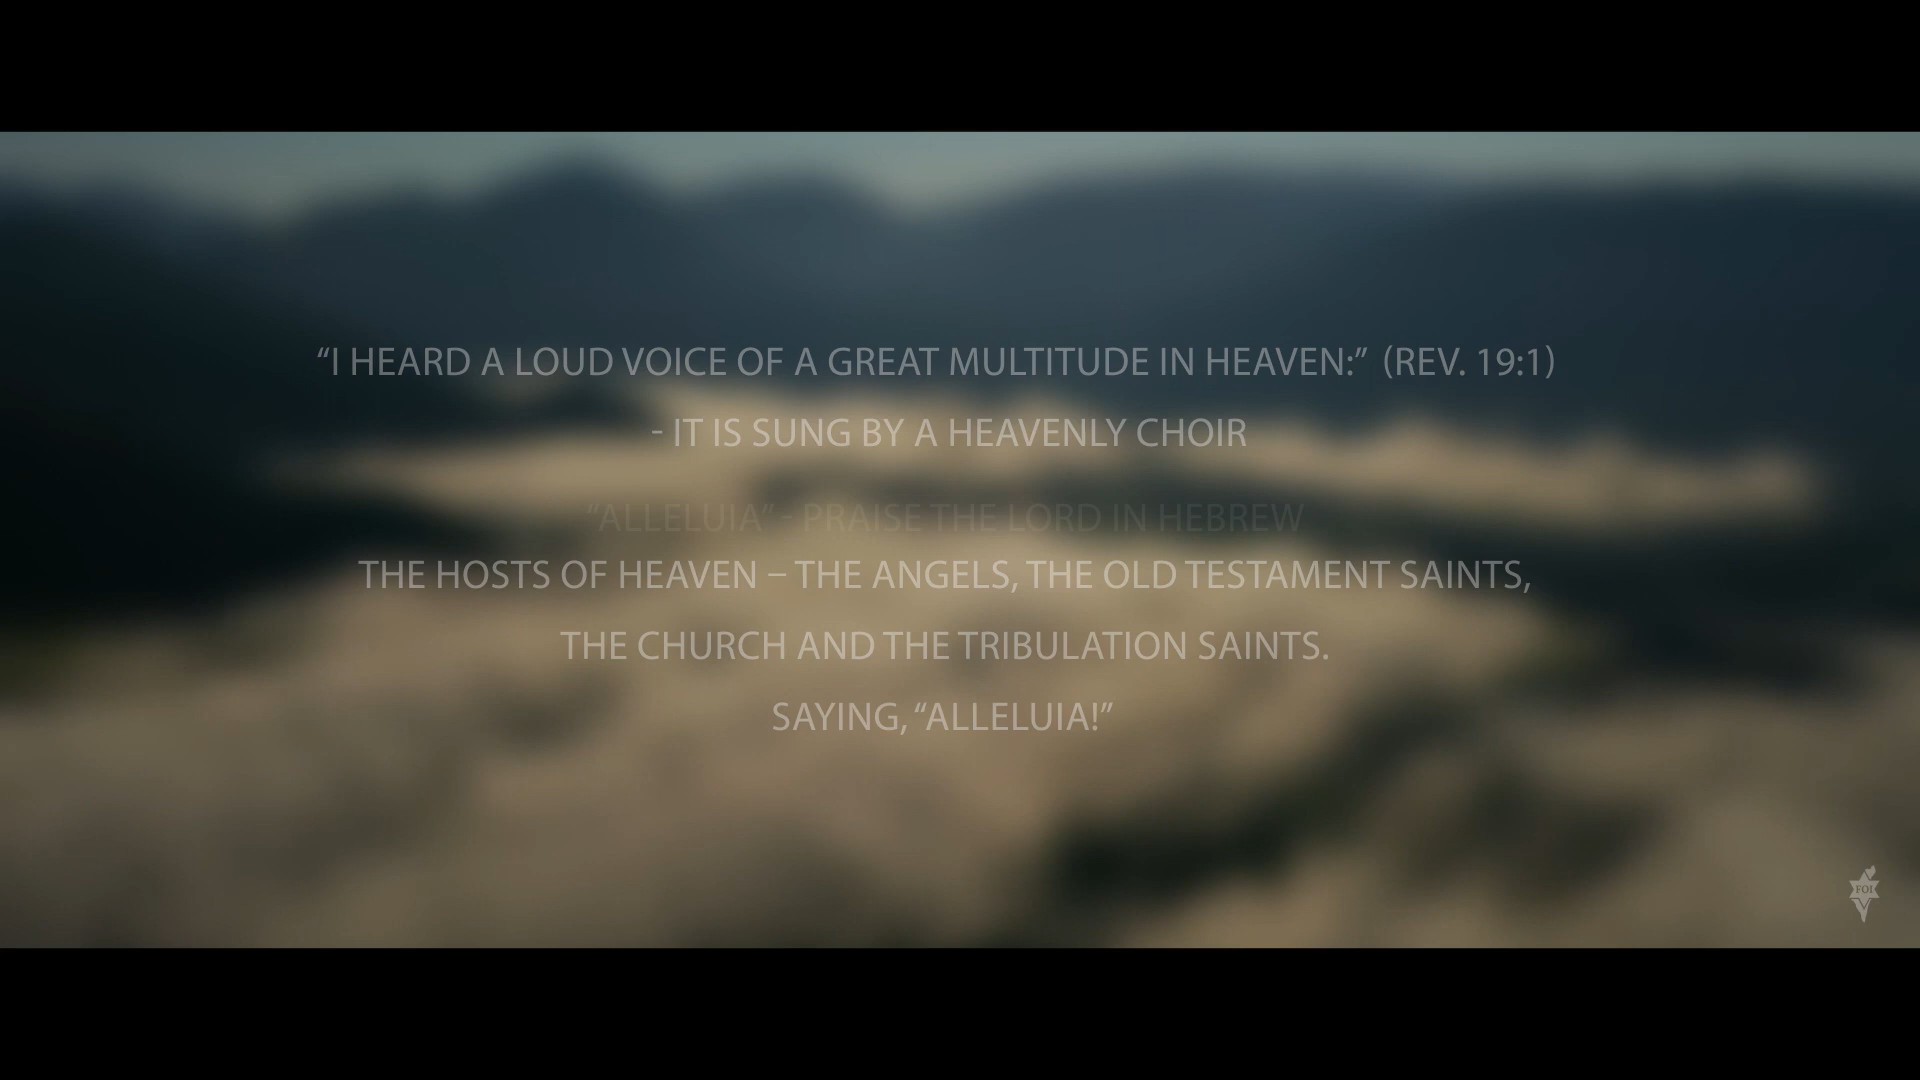 “I HEARD A LOUD VOICE OF A GREAT MULTITUDE IN HEAVEN:” (REV. 19:1)
- IT IS SUNG BY A HEAVENLY CHOIR
“ALLELUIA” - PRAISE THE LORD IN HEBREW
THE HOSTS OF HEAVEN – THE ANGELS, THE OLD TESTAMENT SAINTS,
THE CHURCH AND THE TRIBULATION SAINTS.
SAYING, “ALLELUIA!”
FOI